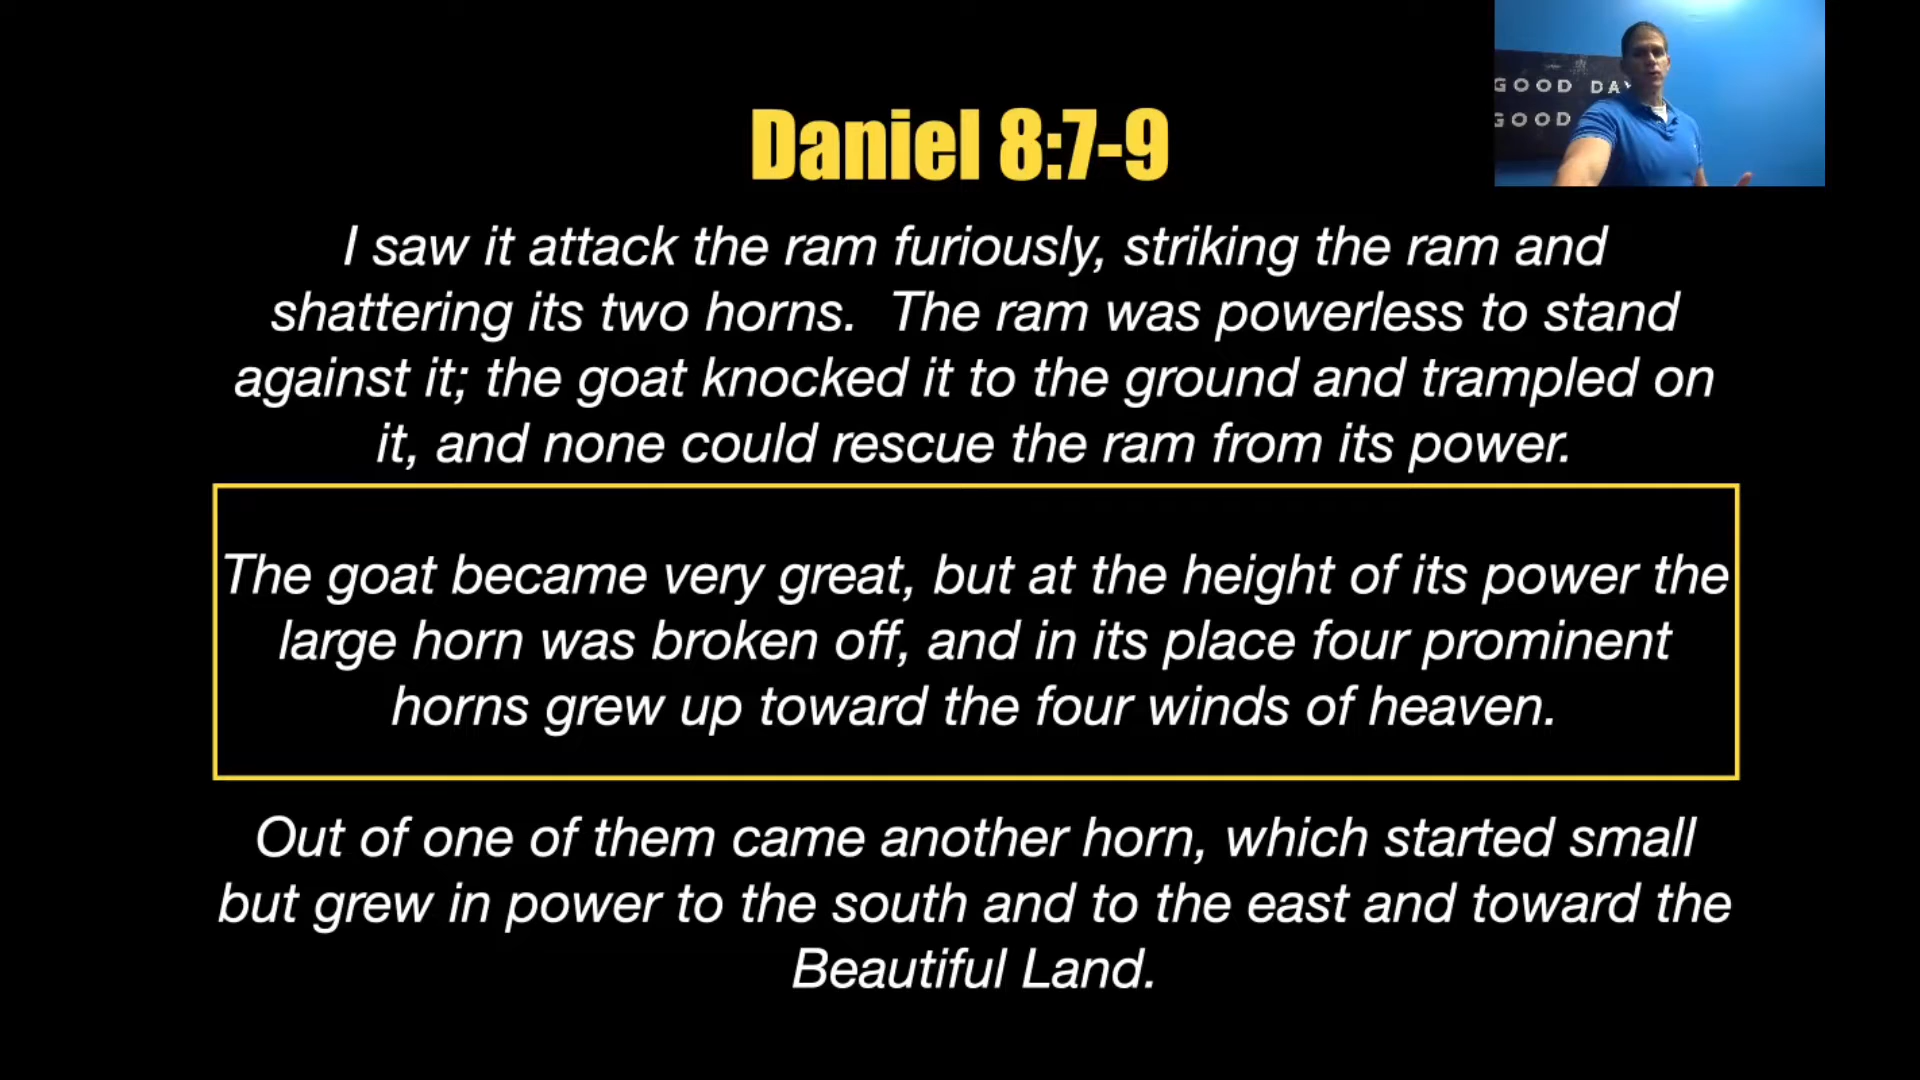 Daniel 8:7-9
GOOD DAY
GOOD
I saw it attack the ram furiously, striking the ram and
shattering its two horns.  The ram was powerless to stand
against it; the goat knocked it to the ground and trampled on
it, and none could rescue the ram from its power.
The goat became very great, but at the height of its power the
large horn was broken off, and in its place four prominent
horns grew up toward the four winds of heaven.
Out of one of them came another horn, which started small
but grew in power to the south and to the east and toward the
Beautiful Land.